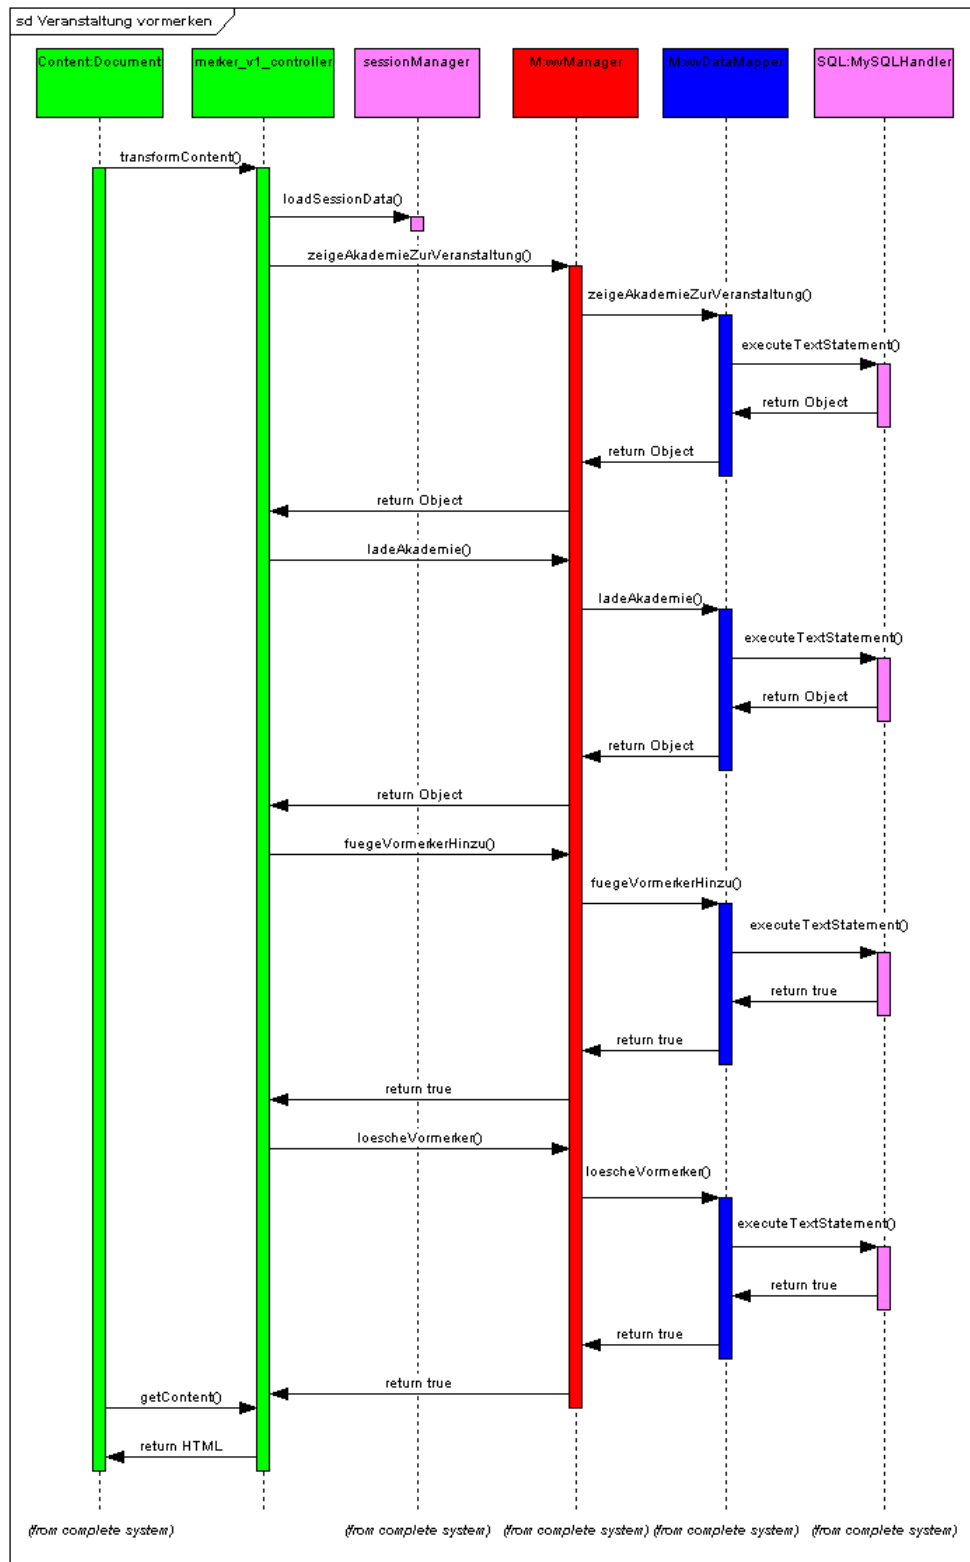 sd Veranstaltung vormerken
Content:Document
merker_v1_controller
sessionManager
M:wvManager
M:wvDataMapper
SQL:MySQLHandler
transformContent()
loadSessionData()
zeigeAkademieZurVeranstaltung()
zeigeAkademieZurVeranstaltung()
executeTextStatement()
return Object
return Object
return Object
ladeAkademie()
ladeAkademie()
executeTextStatement()
return Object
return Object
return Object
fuegeVormerkerHinzu()
fuegeVormerkerHinzu()
executeTextStatement()
return true
return true
return true
loescheVormerker()
loescheVormerker()
executeTextStatement()
return true
return true
return true
getContent()
return HTML
(from complete system)
(from complete system)
(from complete system)
(from complete system)
(from complete system)